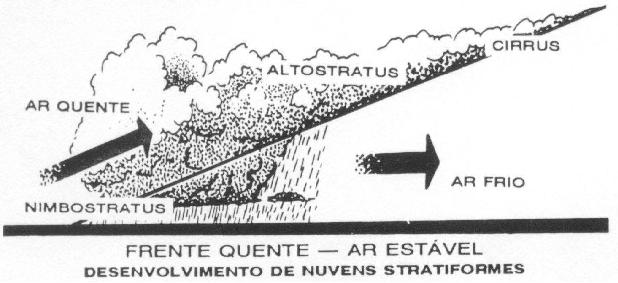 CIRRUS
ALTOSTRATUS
AR QUENTE
AR FRIO
NIMBOSTRATUS
FRENTE QUENTE — AR ESTÁVEL
DESENVOLVIMENTO DE NUVENS STRATIFORMES